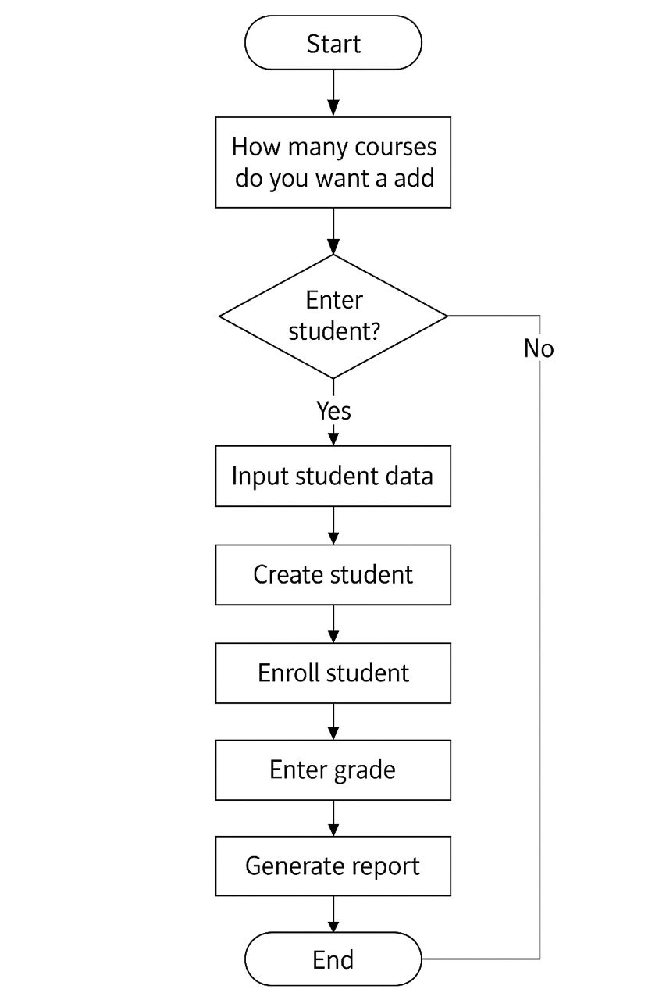 Start
How many courses
do you want a add
Enter
student?
No
Yes
Input student data
Create student
Enroll student
Enter grade
Generate report
End